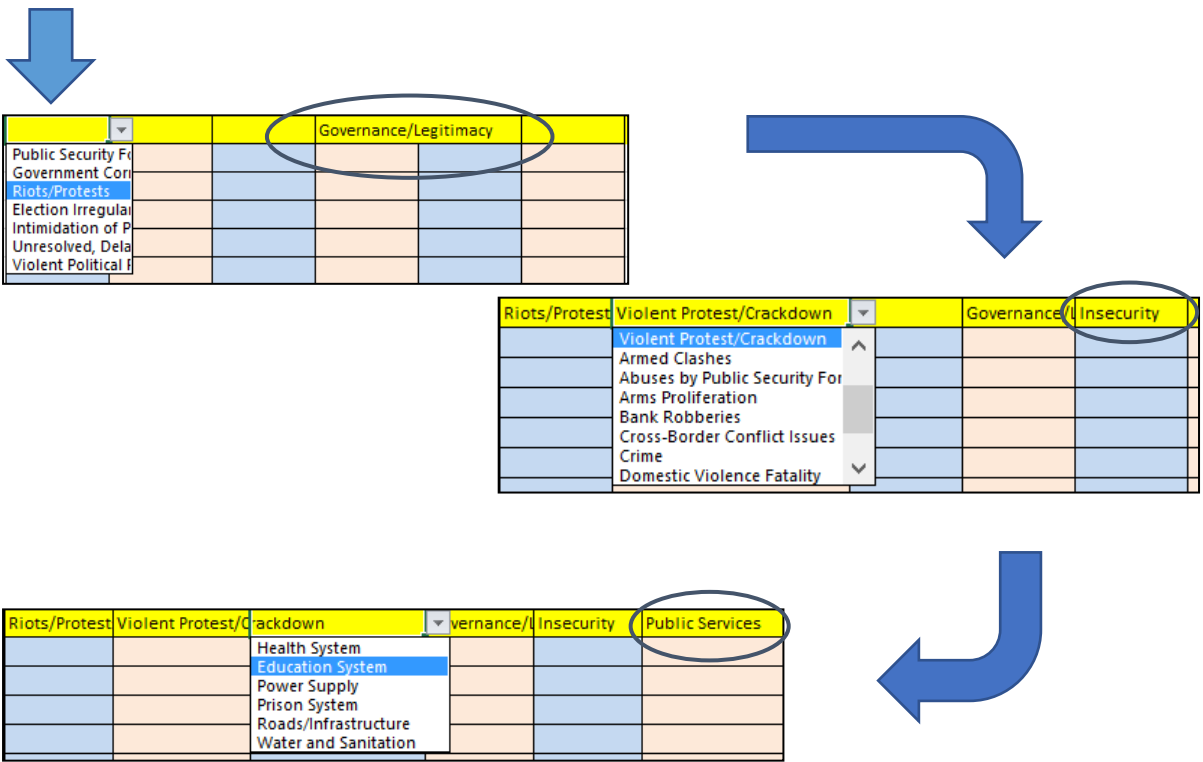 Governance/Legitimacy
Public Security Fo
Government Corr
Riots/Protests
Election Irregular
Intimidation of P
Unresolved, Dela
Violent Political
Riots/Protest Violent Protest/Crackdown Governance/L Insecurity
Violent Protest/Crackdown
Armed Clashes
Abuses by Public Security For
Arms Proliferation
Bank Robberies
Cross-Border Conflict Issues
Crime
Domestic Violence Fatality
Riots/Protest Violent Protest/Crackdown vernance/L Insecurity Public Services
Health System
Education System
Power Supply
Prison System
Roads/Infrastructure
Water and Sanitation